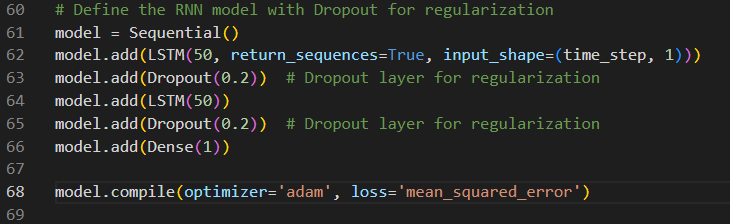 60 # Define the RNN model with Dropout for regularization
61 model = Sequential()
62 model.add(LSTM(50, return_sequences=True, input_shape=(time_step, 1)))
63 model.add(Dropout(0.2))  # Dropout layer for regularization
64 model.add(LSTM(50))
65 model.add(Dropout(0.2))  # Dropout layer for regularization
66 model.add(Dense(1))
67
68 model.compile(optimizer='adam', loss='mean_squared_error')
69